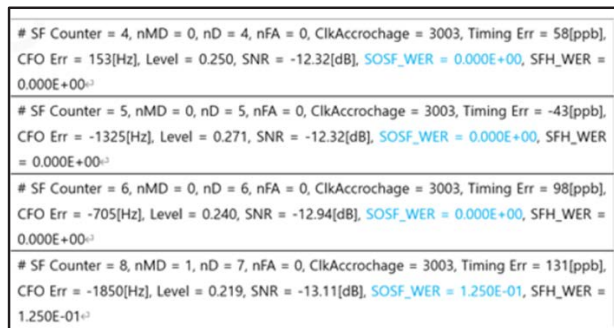 # SF Counter = 4, nMD = 0, nD = 4, nFA = 0, ClkAccrochage = 3003, Timing Err = 58[ppb],
CFO Err = 153[Hz], Level = 0.250, SNR = -12.32[dB], SOSF_WER = 0.000E+00, SFH_WER =
0.000E+00↵
# SF Counter = 5, nMD = 0, nD = 5, nFA = 0, ClkAccrochage = 3003, Timing Err = -43[ppb],
CFO Err = -1325[Hz], Level = 0.271, SNR = -12.32[dB], SOSF_WER = 0.000E+00, SFH_WER
= 0.000E+00↵
# SF Counter = 6, nMD = 0, nD = 6, nFA = 0, ClkAccrochage = 3003, Timing Err = 98[ppb],
CFO Err = -705[Hz], Level = 0.240, SNR = -12.94[dB], SOSF_WER = 0.000E+00, SFH_WER =
0.000E+00↵
# SF Counter = 8, nMD = 1, nD = 7, nFA = 0, ClkAccrochage = 3003, Timing Err = 131[ppb],
CFO Err = -1850[Hz], Level = 0.219, SNR = -13.11[dB], SOSF_WER = 1.250E-01, SFH_WER =
1.250E-01↵